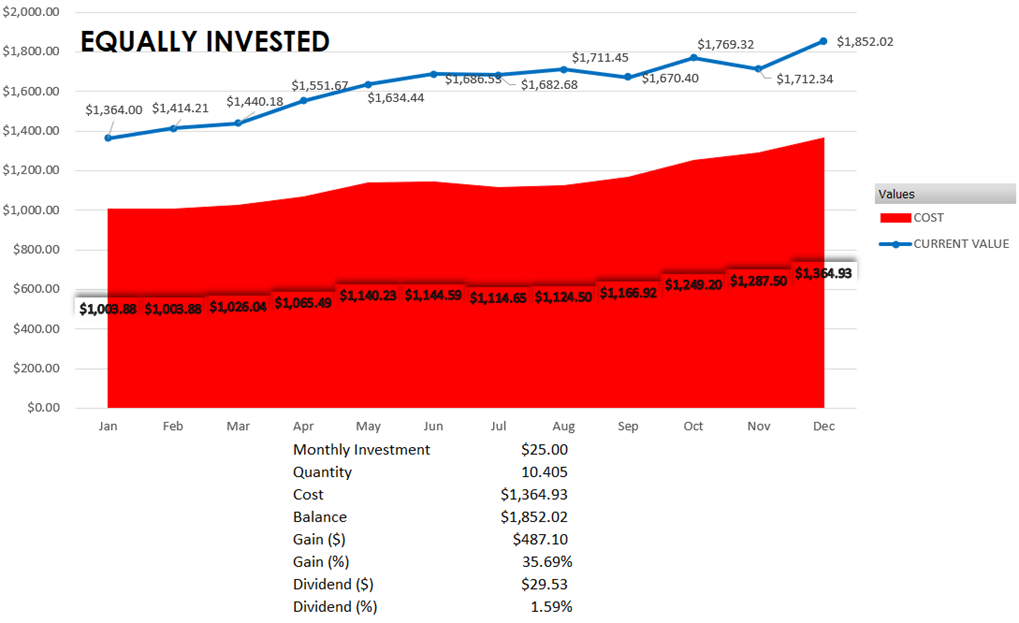 $2,000.00
EQUALLY INVESTED
$1,800.00
$1,600.00
$1,400.00
$1,200.00
$1,000.00
$800.00
$600.00
$400.00
$200.00
$0.00
$1,364.00
$1,414.21
$1,440.18
$1,551.67
$1,634.44
$1,686.53
$1,682.68
$1,711.45
$1,670.40
$1,769.32
$1,712.34
$1,852.02
$1,003.88
$1,003.88
$1,026.04
$1,065.49
$1,140.23
$1,144.59
$1,114.65
$1,124.50
$1,166.92
$1,249.20
$1,287.50
$1,364.93
Jan Feb Mar Apr May Jun Jul Aug Sep Oct Nov Dec
Values
COST
CURRENT VALUE
Monthly Investment $25.00
Quantity 10.405
Cost $1,364.93
Balance $1,852.02
Gain ($) $487.10
Gain (%) 35.69%
Dividend ($) $29.53
Dividend (%) 1.59%